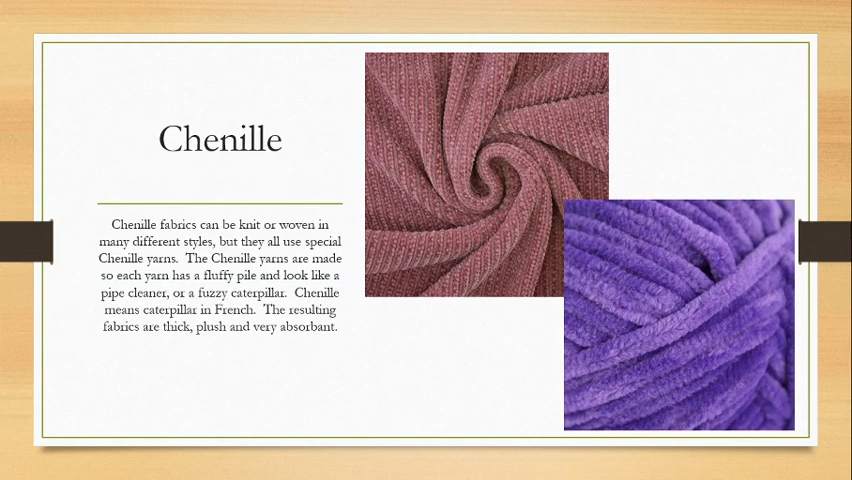 Chenille
Chenille fabrics can be knit or woven in
many different styles, but they all use special
Chenille yarns.  The Chenille yarns are made
so each yarn has a fluffy pile and look like a
pipe cleaner, or a fuzzy caterpillar.  Chenille
means caterpillar in French.  The resulting
fabrics are thick, plush and very absorbant.